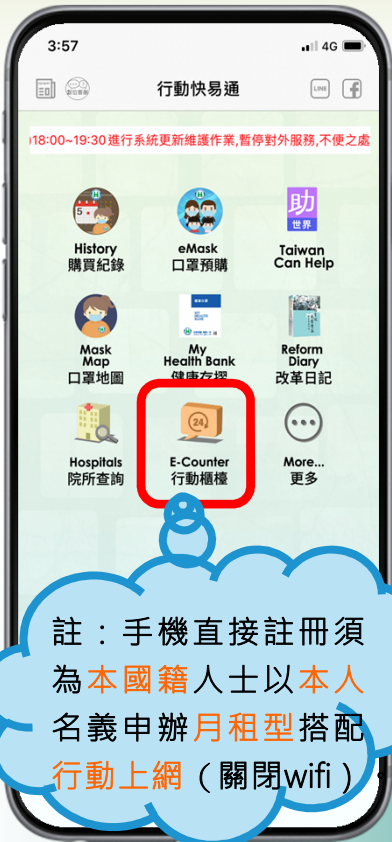 3:57
4G
行動快易通
LINE
18:00~19:30進行系統更新維護作業,暫停對外服務,不便之處
助
世界
History
購買紀錄
eMask
口罩預購
Taiwan
Can Help
Mask
Map
口罩地圖
My
Health Bank
健康存摺
Reform
Diary
改革日記
24
Hospitals
院所查詢
E-Counter
行動櫃檯
More...
更多
註：手機直接註冊須
為本國籍人士以本人
名義申辦月租型搭配
行動上網（關閉wifi）。